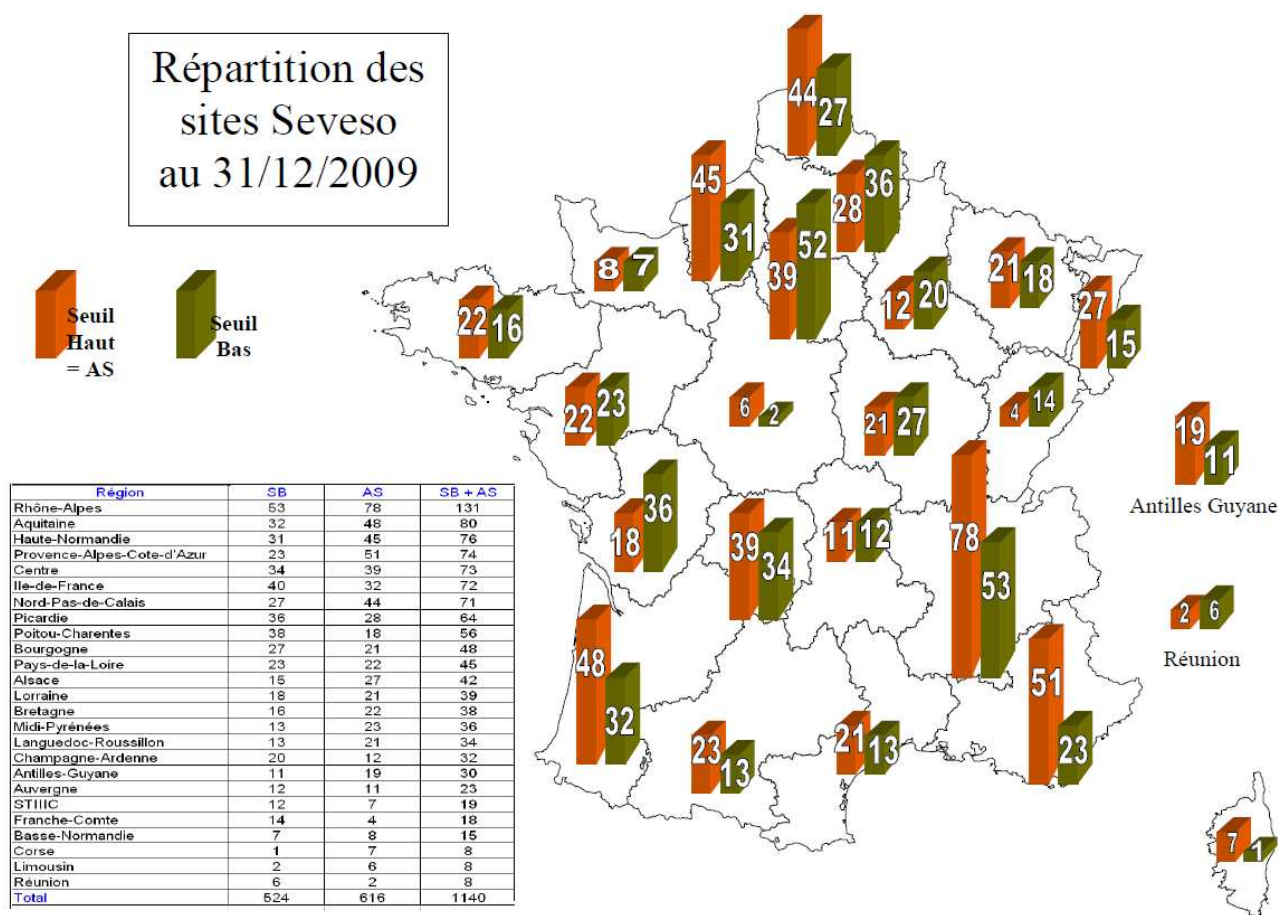 Répartition des
sites Seveso
au 31/12/2009
Seuil
Haut
= AS
Seuil
Bas
44 27
45 31
28 36
39 52
8 7
12 20
21 18
27 15
22 16
22 23
6 2
21 27
4 14
19 11
Antilles Guyane
18 36
39 34
11 12
78 53
2 6
Réunion
48 32
23 13
21 13
51 23
7 1
Région SB AS SB + AS
Rhône-Alpes 53 78 131
Aquitaine 32 48 80
Haute-Normandie 31 45 76
Provence-Alpes-Cote-d'Azur 23 51 74
Centre 34 39 73
Ile-de-France 40 32 72
Nord-Pas-de-Calais 27 44 71
Picardie 36 28 64
Poitou-Charentes 38 18 56
Bourgogne 27 21 48
Pays-de-la-Loire 23 22 45
Alsace 15 27 42
Lorraine 18 21 39
Bretagne 16 22 38
Midi-Pyrénées 13 23 36
Languedoc-Roussillon 13 21 34
Champagne-Ardenne 20 12 32
Antilles-Guyane 11 19 30
Auvergne 12 11 23
STIIIC 12 7 19
Franche-Comte 14 4 18
Basse-Normandie 7 8 15
Corse 1 7 8
Limousin 2 6 8
Réunion 6 2 8
Total 524 616 1140